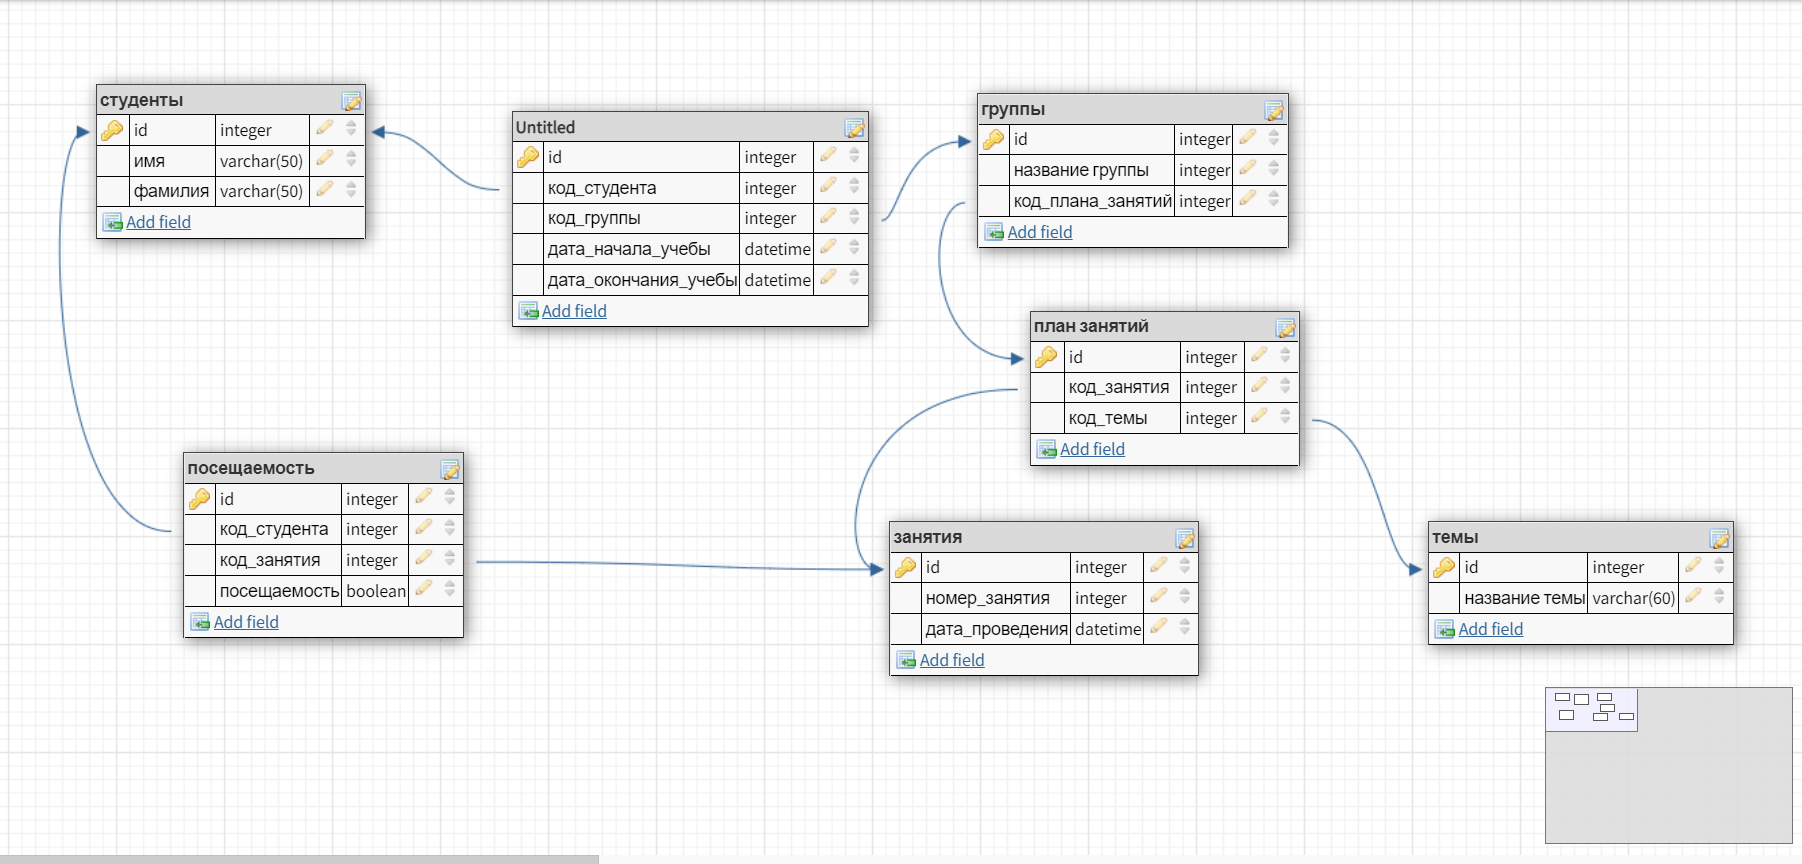 студенты
id integer
имя varchar(50)
фамилия varchar(50)
Add field
Untitled
id integer
код_студента integer
код_группы integer
дата_начала_учебы datetime
дата_окончания_учебы datetime
Add field
группы
id integer
название группы integer
код_плана_занятий integer
Add field
план занятий
id integer
код_занятия integer
код_темы integer
Add field
посещаемость
id integer
код_студента integer
код_занятия integer
посещаемость boolean
Add field
занятия
id integer
номер_занятия integer
дата_проведения datetime
Add field
темы
id integer
название темы varchar(60)
Add field